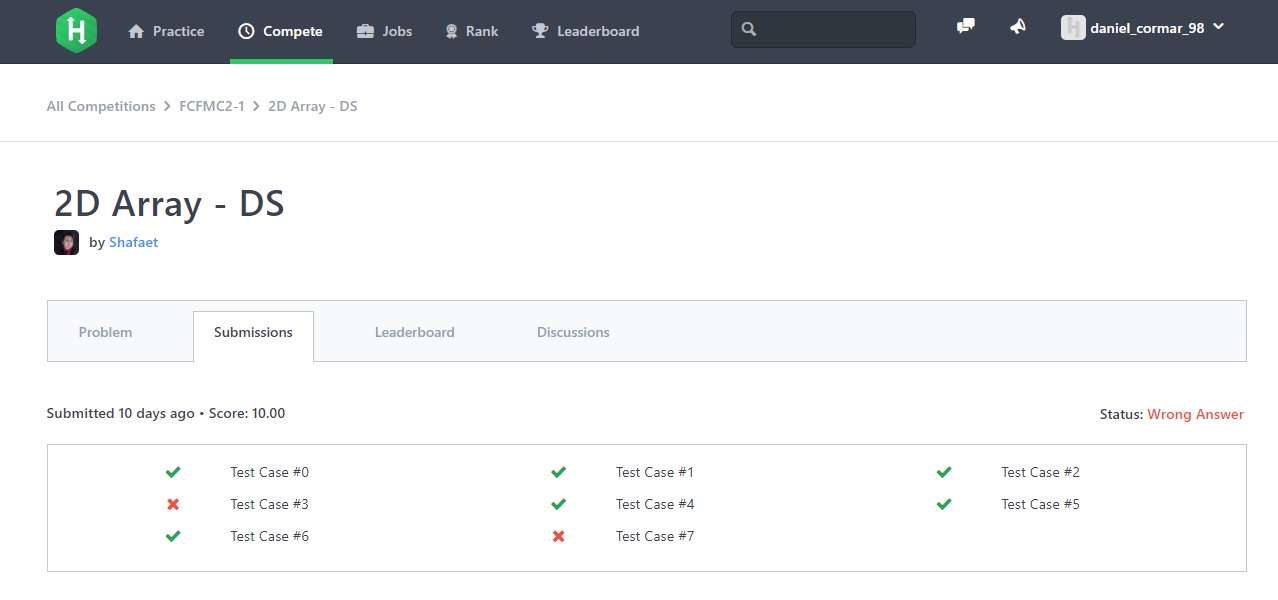 H Practice Compete Jobs Rank Leaderboard daniel_cormar_98
All Competitions FCFMC2-1 2D Array - DS
2D Array - DS
by Shafaet
Problem Submissions Leaderboard Discussions
Submitted 10 days ago • Score: 10.00 Status: Wrong Answer
Test Case #0 Test Case #1 Test Case #2
Test Case #3 Test Case #4 Test Case #5
Test Case #6 Test Case #7